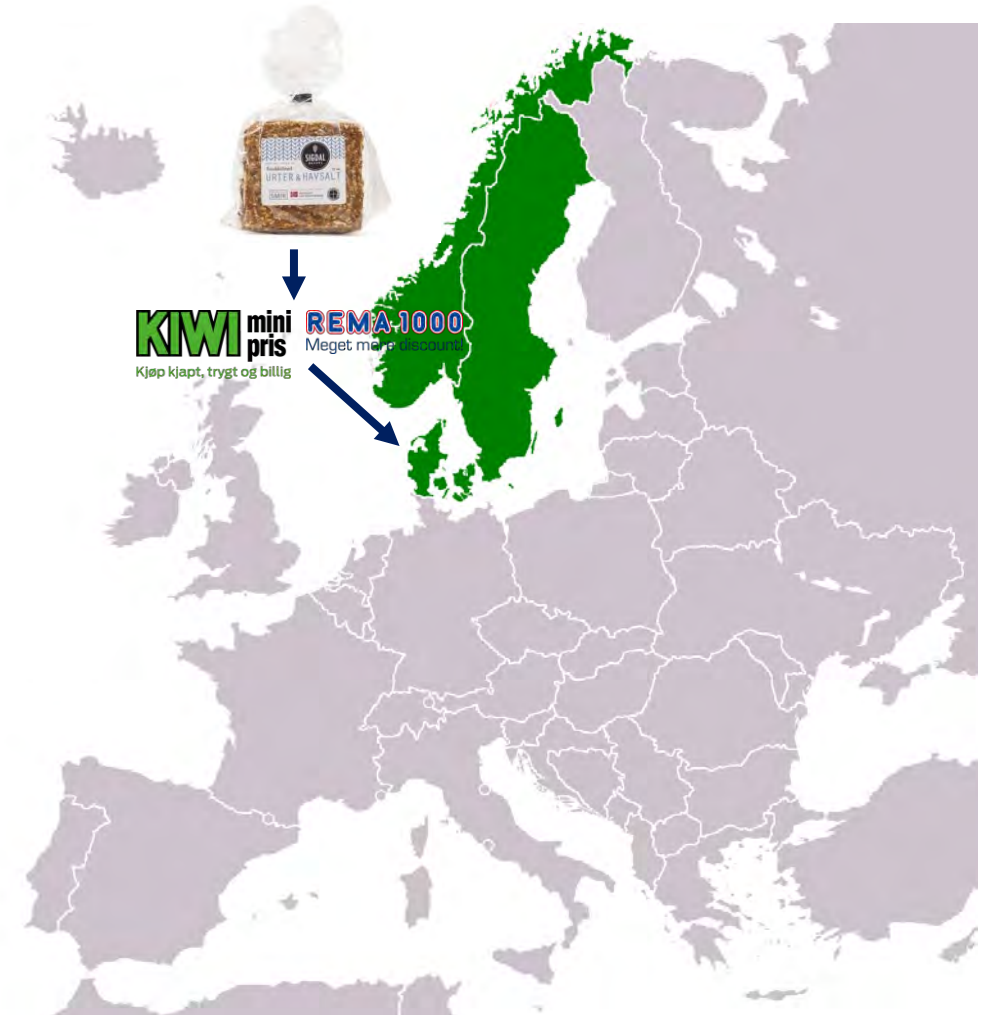 SIGDAL
URTER & HAVSALT
KIWI mini pris
Kjøp kjapt, trygt og billig
REMA 1000
Meget mere discount!